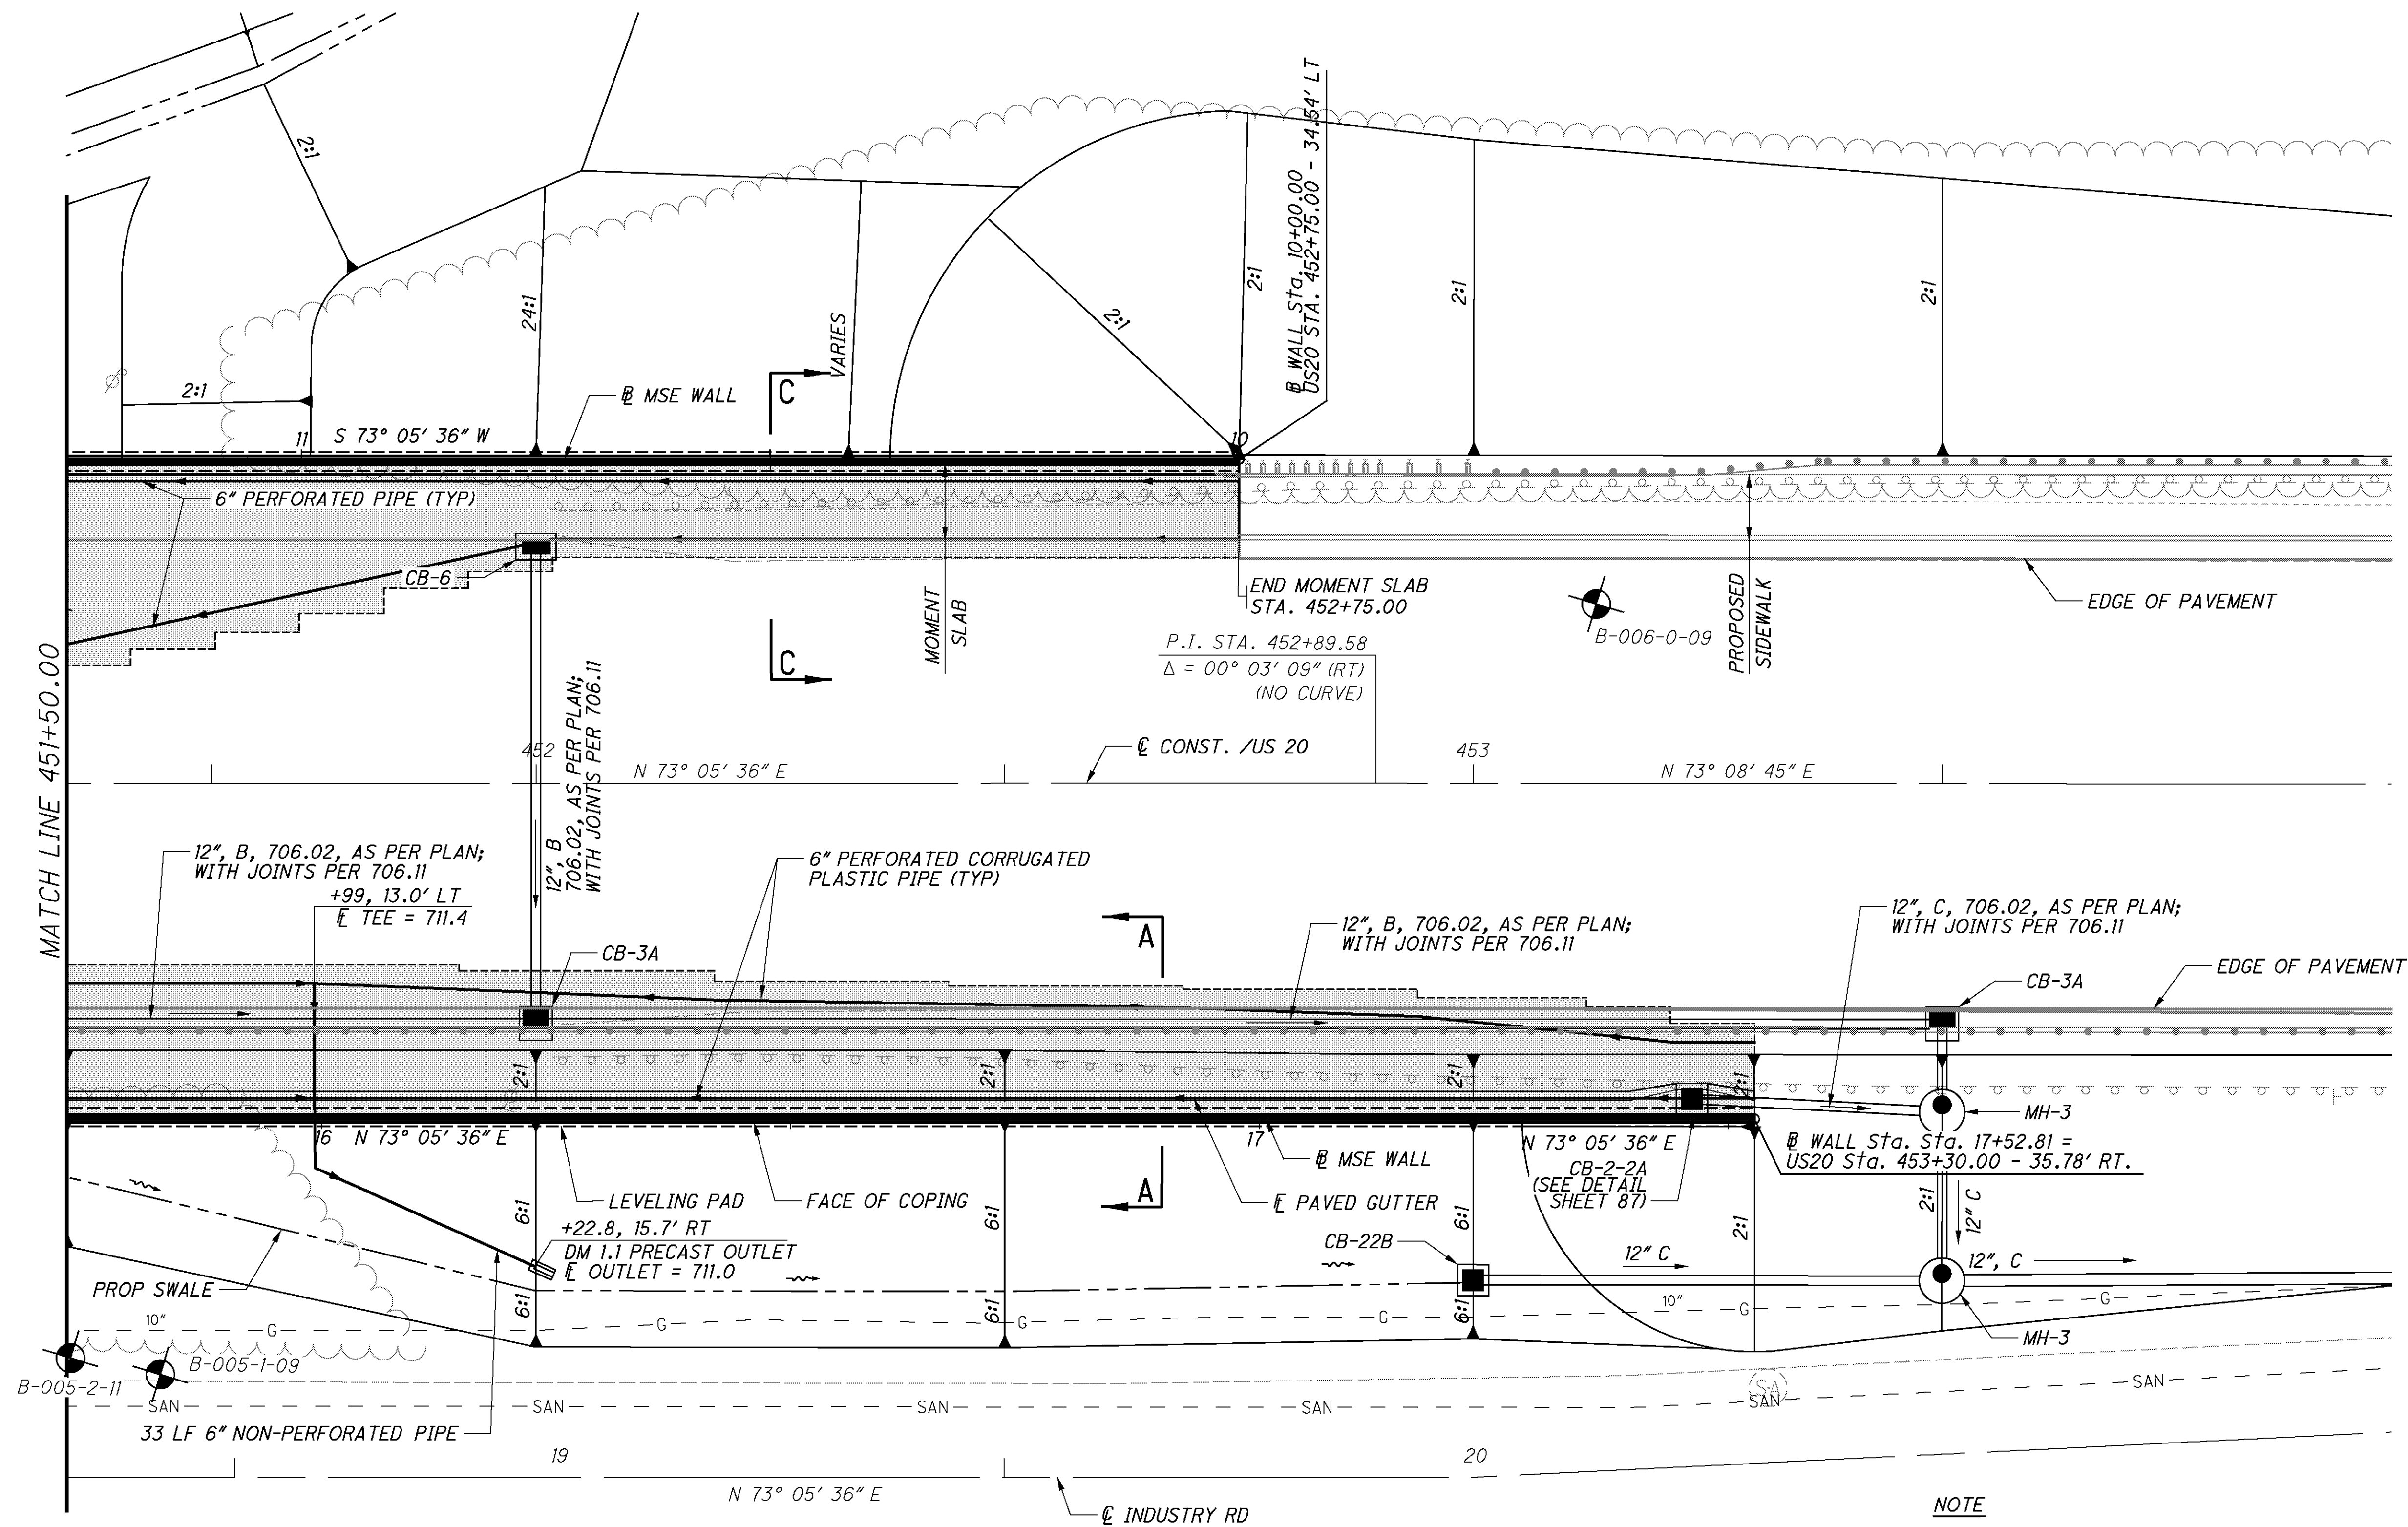 2:1
℄ WALL Sta. 10+00.00
US20 STA. 452+75.00 - 34.54' LT
24:1
VARIES
2:1
2:1
2:1
2:1
2:1
C
℄ MSE WALL
11
S 73° 05' 36" W
10
6" PERFORATED PIPE (TYP)
CB-6
MOMENT
SLAB
END MOMENT SLAB
STA. 452+75.00
B-006-0-09
PROPOSED
SIDEWALK
EDGE OF PAVEMENT
C
P.I. STA. 452+89.58
Δ = 00° 03' 09" (RT)
(NO CURVE)
MATCH LINE 451+50.00
12", B
706.02, AS PER PLAN;
WITH JOINTS PER 706.11
452
N 73° 05' 36" E
℄ CONST. /US 20
453
N 73° 08' 45" E
12", B, 706.02, AS PER PLAN;
WITH JOINTS PER 706.11
+99, 13.0' LT
℄ TEE = 711.4
6" PERFORATED CORRUGATED
PLASTIC PIPE (TYP)
A
12", B, 706.02, AS PER PLAN;
WITH JOINTS PER 706.11
12", C, 706.02, AS PER PLAN;
WITH JOINTS PER 706.11
CB-3A
CB-3A
EDGE OF PAVEMENT
2:1
2:1
2:1
2:1
MH-3
16
N 73° 05' 36" E
17
℄ MSE WALL
N 73° 05' 36" E
CB-2-2A
(SEE DETAIL
SHEET 87)
℄ WALL Sta. Sta. 17+52.81 =
US20 Sta. 453+30.00 - 35.78' RT.
A
LEVELING PAD
FACE OF COPING
℄ PAVED GUTTER
6:1
6:1
6:1
2:1
2:1
12" C
+22.8, 15.7' RT
DM 1.1 PRECAST OUTLET
℄ OUTLET = 711.0
CB-22B
12" C
12", C
PROP SWALE
6:1
6:1
6:1
10"
G
G
G
G
10"
G
G
MH-3
B-005-1-09
B-005-2-11
SAN
SAN
SAN
SAN
SA
SAN
SAN
33 LF 6" NON-PERFORATED PIPE
19
20
N 73° 05' 36" E
℄ INDUSTRY RD
NOTE